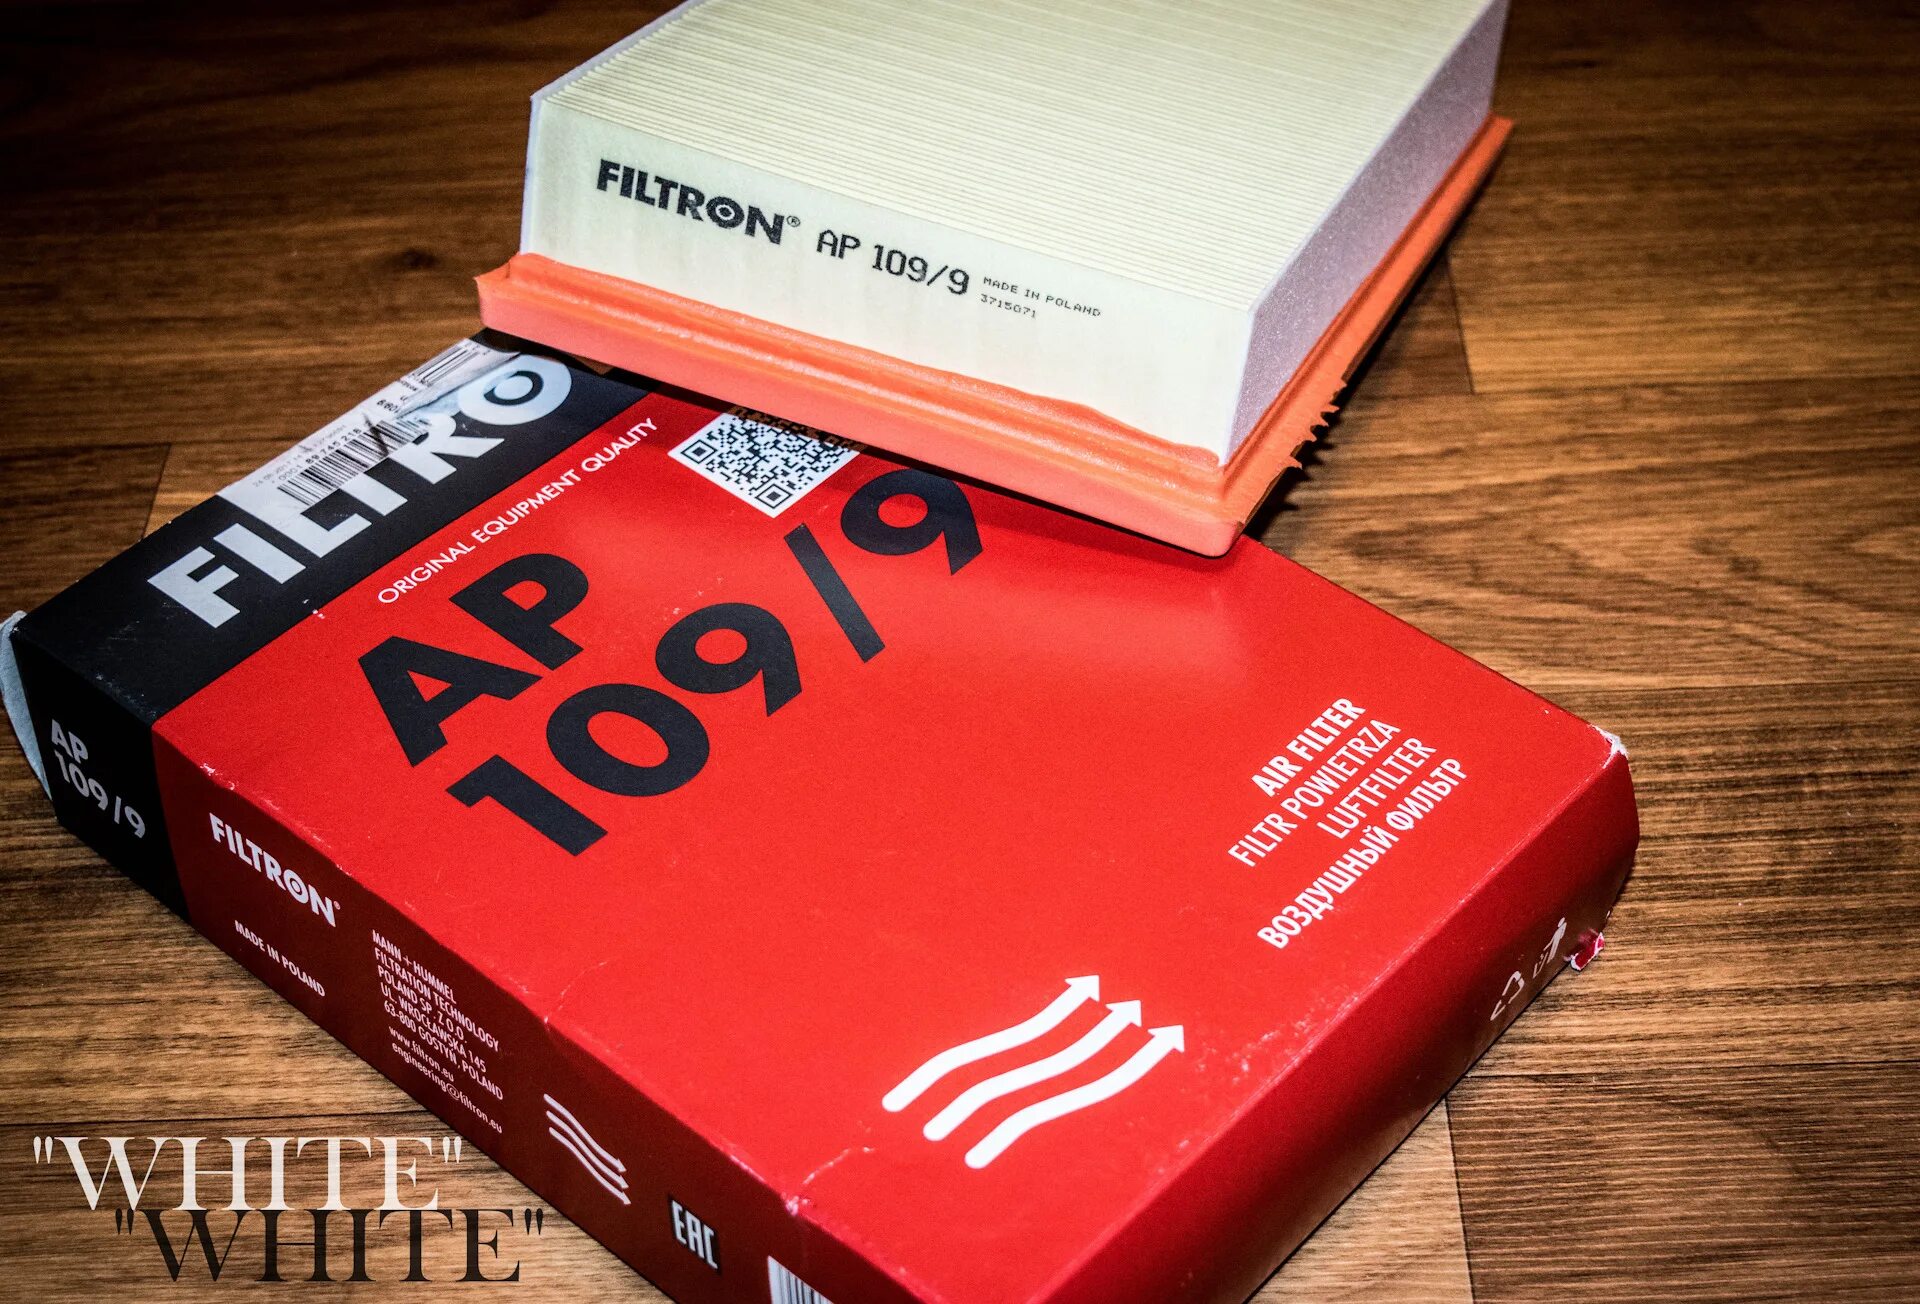 FILTRON® AP 109/9 MADE IN POLAND
3715071
FILTRO
ORIGINAL EQUIPMENT QUALITY
AP
109/9
AIR FILTER
FILTR POWIETRZA
LUFTFILTER
ВОЗДУШНЫЙ ФИЛЬТР
AP
109/9
FILTRON®
MADE IN POLAND
MANN+HUMMEL
FILTRATION TECHNOLOGY
POLAND SP. Z O.O.
UL. WROCŁAWSKA 145
63-800 GOSTYŃ, POLAND
www.filtron.eu
engineering@filtron.eu
EAC
"WHITE"
"WHITE"